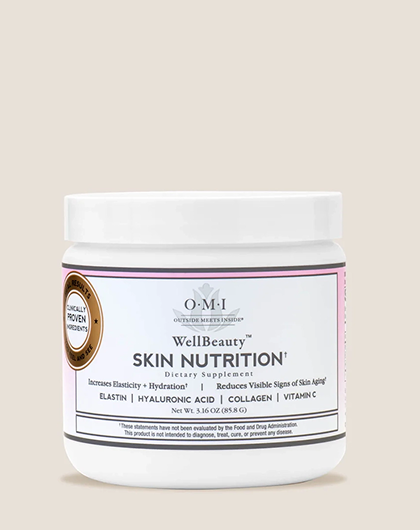 O·M·I
OUTSIDE MEETS INSIDE®
WellBeauty™
SKIN NUTRITION†
Dietary Supplement
Increases Elasticity + Hydration† | Reduces Visible Signs of Skin Aging†
ELASTIN | HYALURONIC ACID | COLLAGEN | VITAMIN C
Net Wt. 3.16 OZ (85.8 G)
†These statements have not been evaluated by the Food and Drug Administration.
This product is not intended to diagnose, treat, cure, or prevent any disease.
RESULTS
CLINICALLY
PROVEN
INGREDIENTS